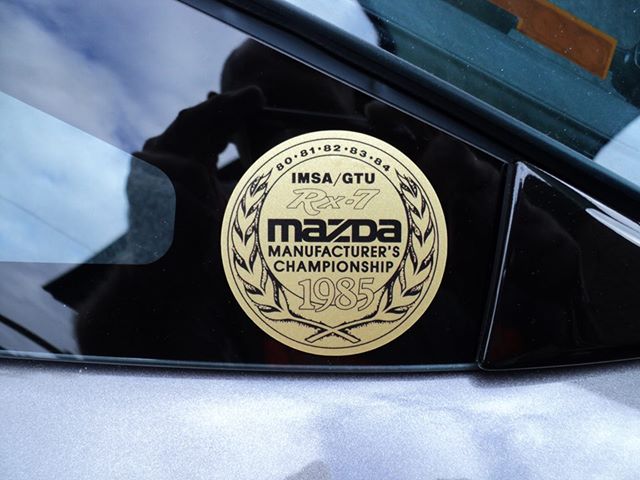 80·81·82·83·84
IMSA/GTU
Rx-7
mazda
MANUFACTURER'S
CHAMPIONSHIP
1985